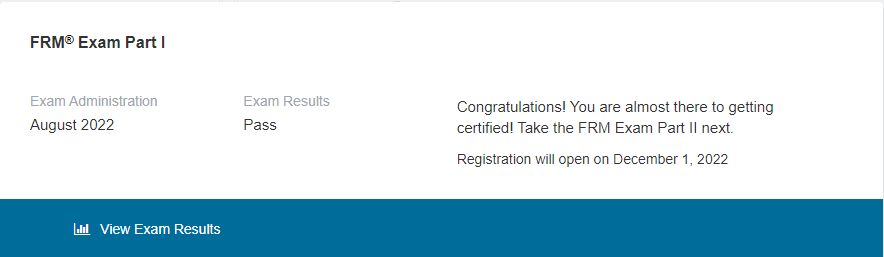 FRM® Exam Part I
Exam Administration
August 2022
Exam Results
Pass
Congratulations! You are almost there to getting
certified! Take the FRM Exam Part II next.
Registration will open on December 1, 2022
View Exam Results